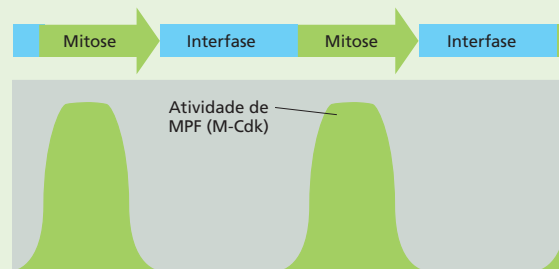 Mitose
Interfase
Mitose
Interfase
Atividade de
MPF (M-Cdk)